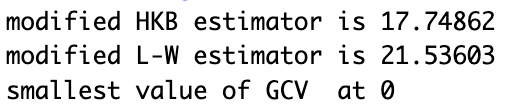 modified HKB estimator is 17.74862
modified L-W estimator is 21.53603
smallest value of GCV  at 0